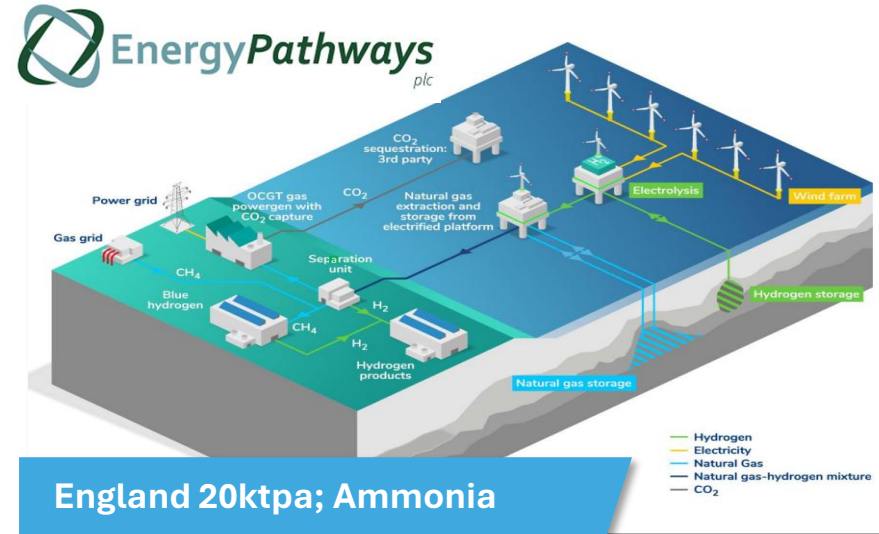 EnergyPathways
plc
CO2
sequestration:
3rd party
Power grid
OCGT gas
powergen with
CO2 capture
CO2
Natural gas
extraction and
storage from
electrified platform
H2
Electrolysis
Wind farm
Gas grid
CH4
Separation
unit
Blue
hydrogen
H2
CH4
H2
Hydrogen
products
Hydrogen storage
Natural gas storage
Hydrogen
Electricity
Natural Gas
Natural gas-hydrogen mixture
CO2
England 20ktpa; Ammonia